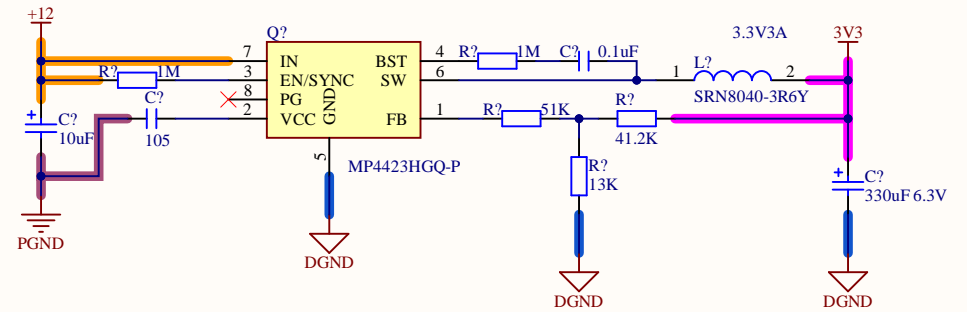 +12
Q?
3.3V3A
3V3
7
IN
BST
4
R?
1M
C?
0.1uF
R?
1M
3
EN/SYNC
SW
6
1
L?
2
SRN8040-3R6Y
8
PG
GND
C?
105
2
VCC
FB
1
R?
51K
R?
41.2K
C?
10uF
5
MP4423HGQ-P
R?
13K
C?
330uF 6.3V
PGND
DGND
DGND
DGND